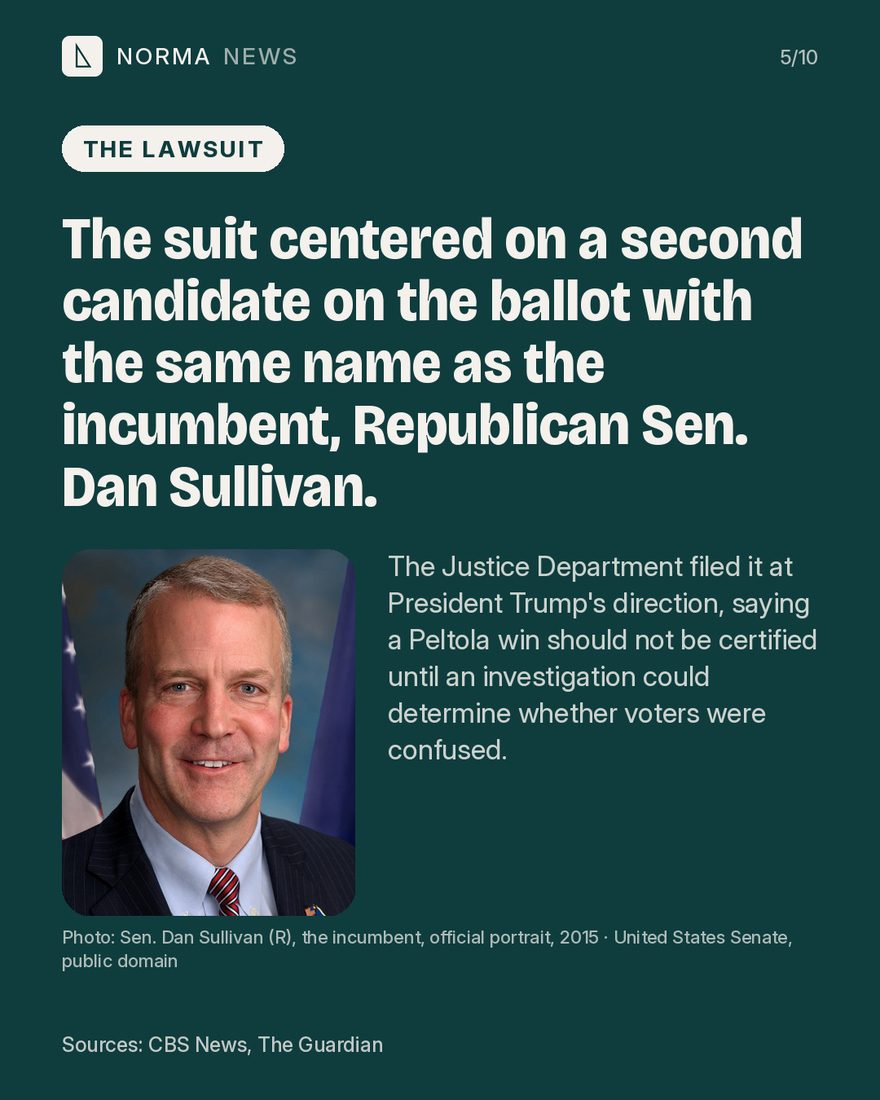 NORMA NEWS
5/10
THE LAWSUIT
The suit centered on a second
candidate on the ballot with
the same name as the
incumbent, Republican Sen.
Dan Sullivan.
The Justice Department filed it at
President Trump's direction, saying
a Peltola win should not be certified
until an investigation could
determine whether voters were
confused.
Photo: Sen. Dan Sullivan (R), the incumbent, official portrait, 2015 · United States Senate,
public domain
Sources: CBS News, The Guardian